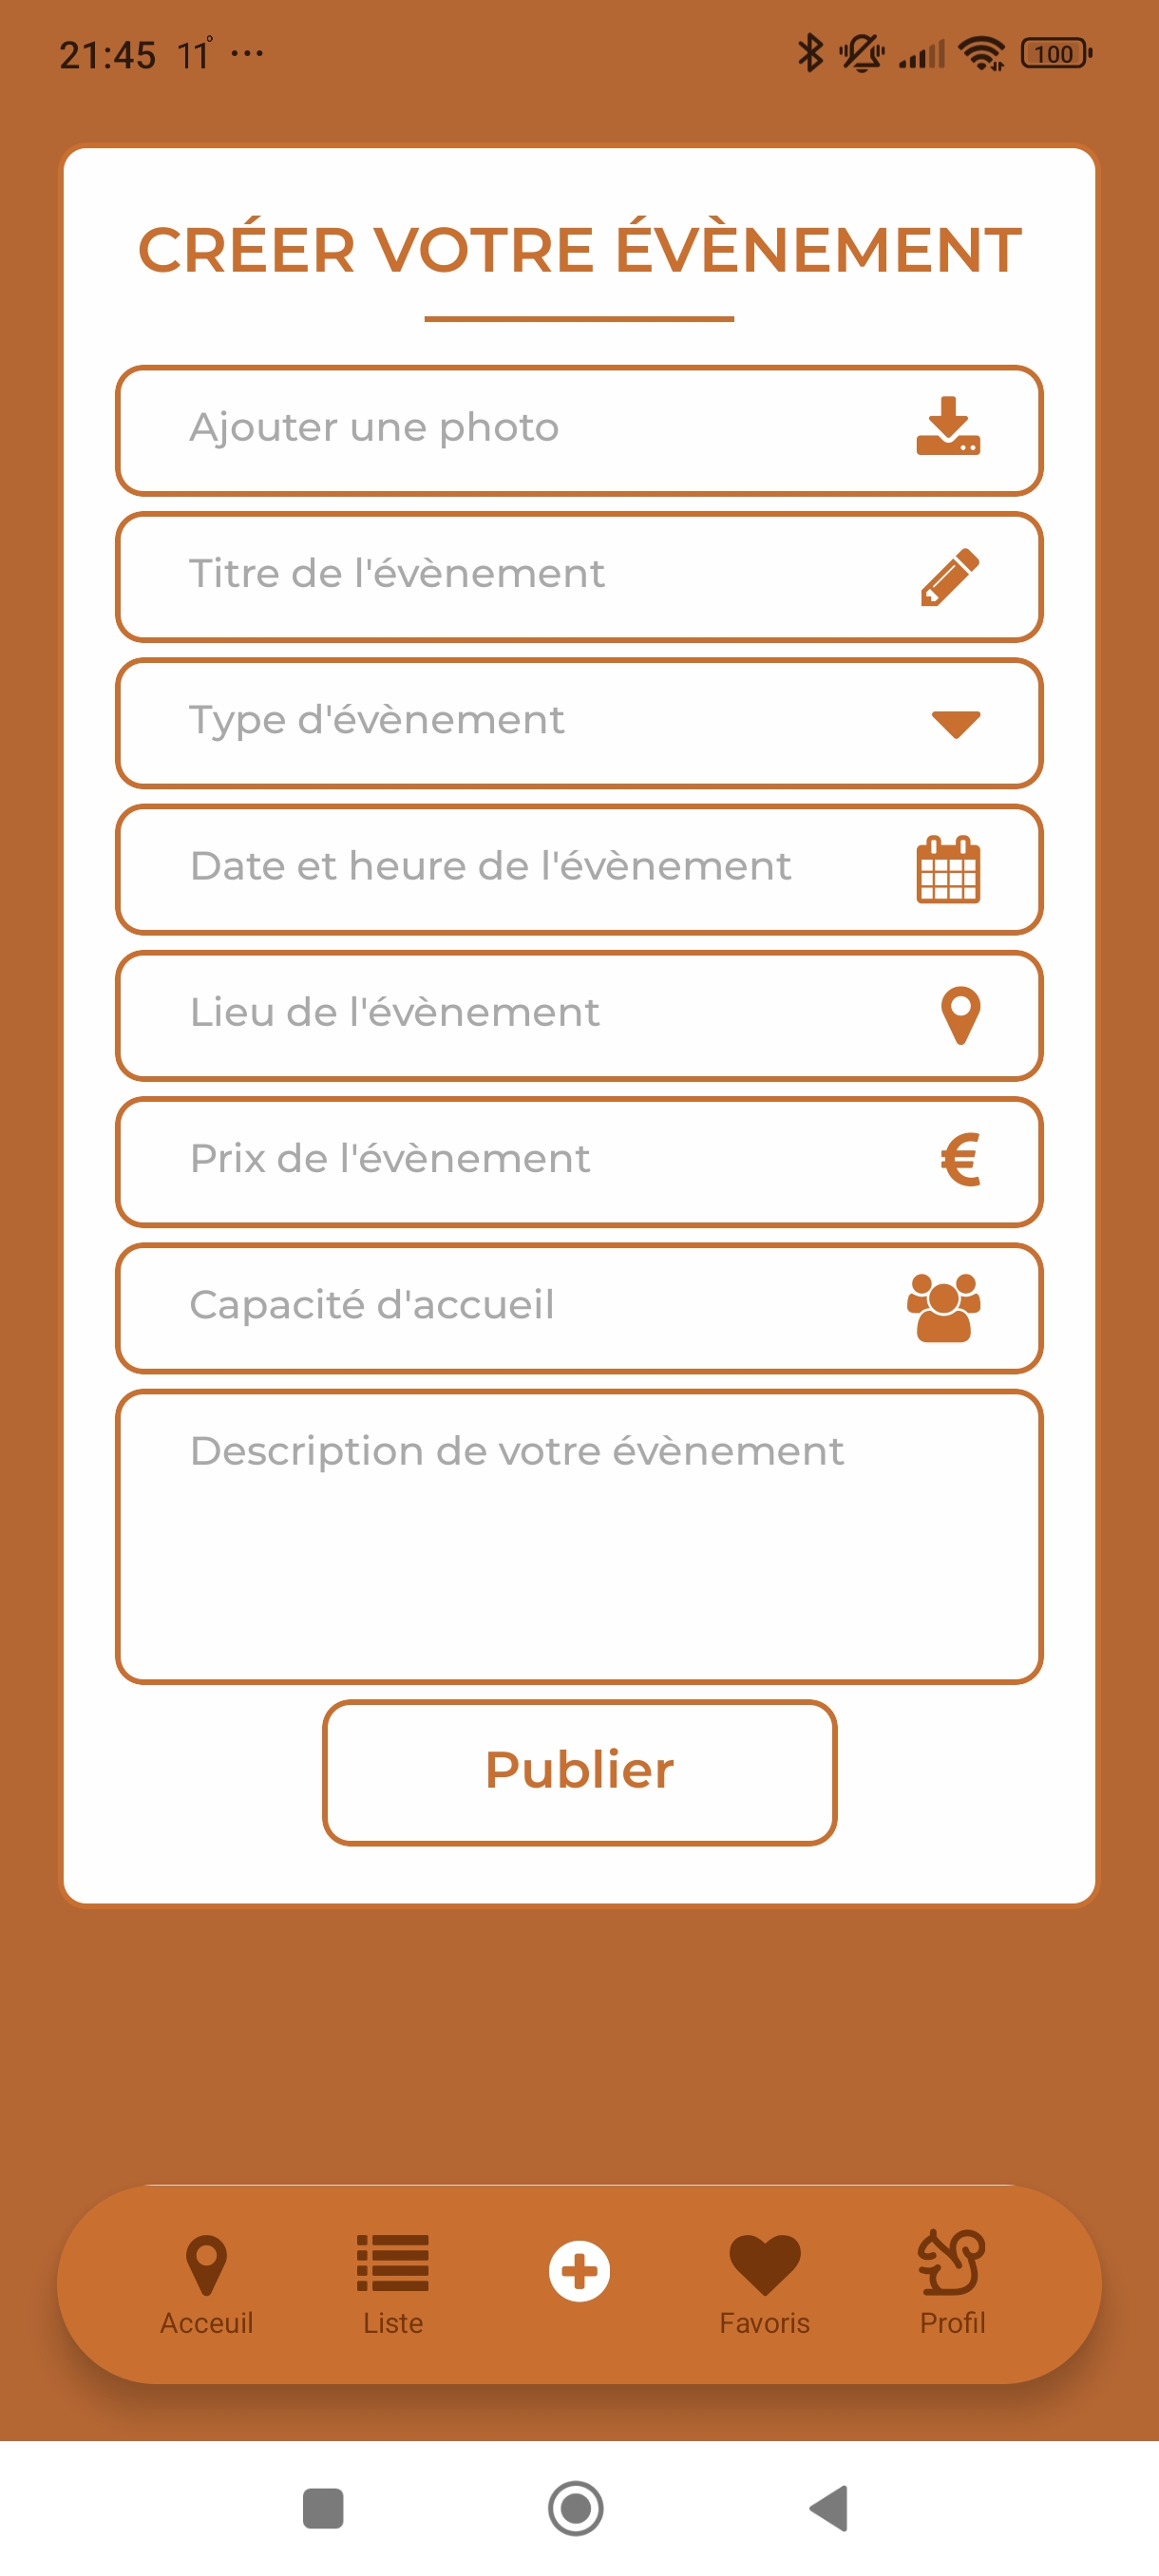 21:45 11° ...
100
CRÉER VOTRE ÉVÈNEMENT
Ajouter une photo
Titre de l'évènement
Type d'évènement
Date et heure de l'évènement
Lieu de l'évènement
Prix de l'évènement
€
Capacité d'accueil
Description de votre évènement
Publier
Acceuil
Liste
Favoris
Profil